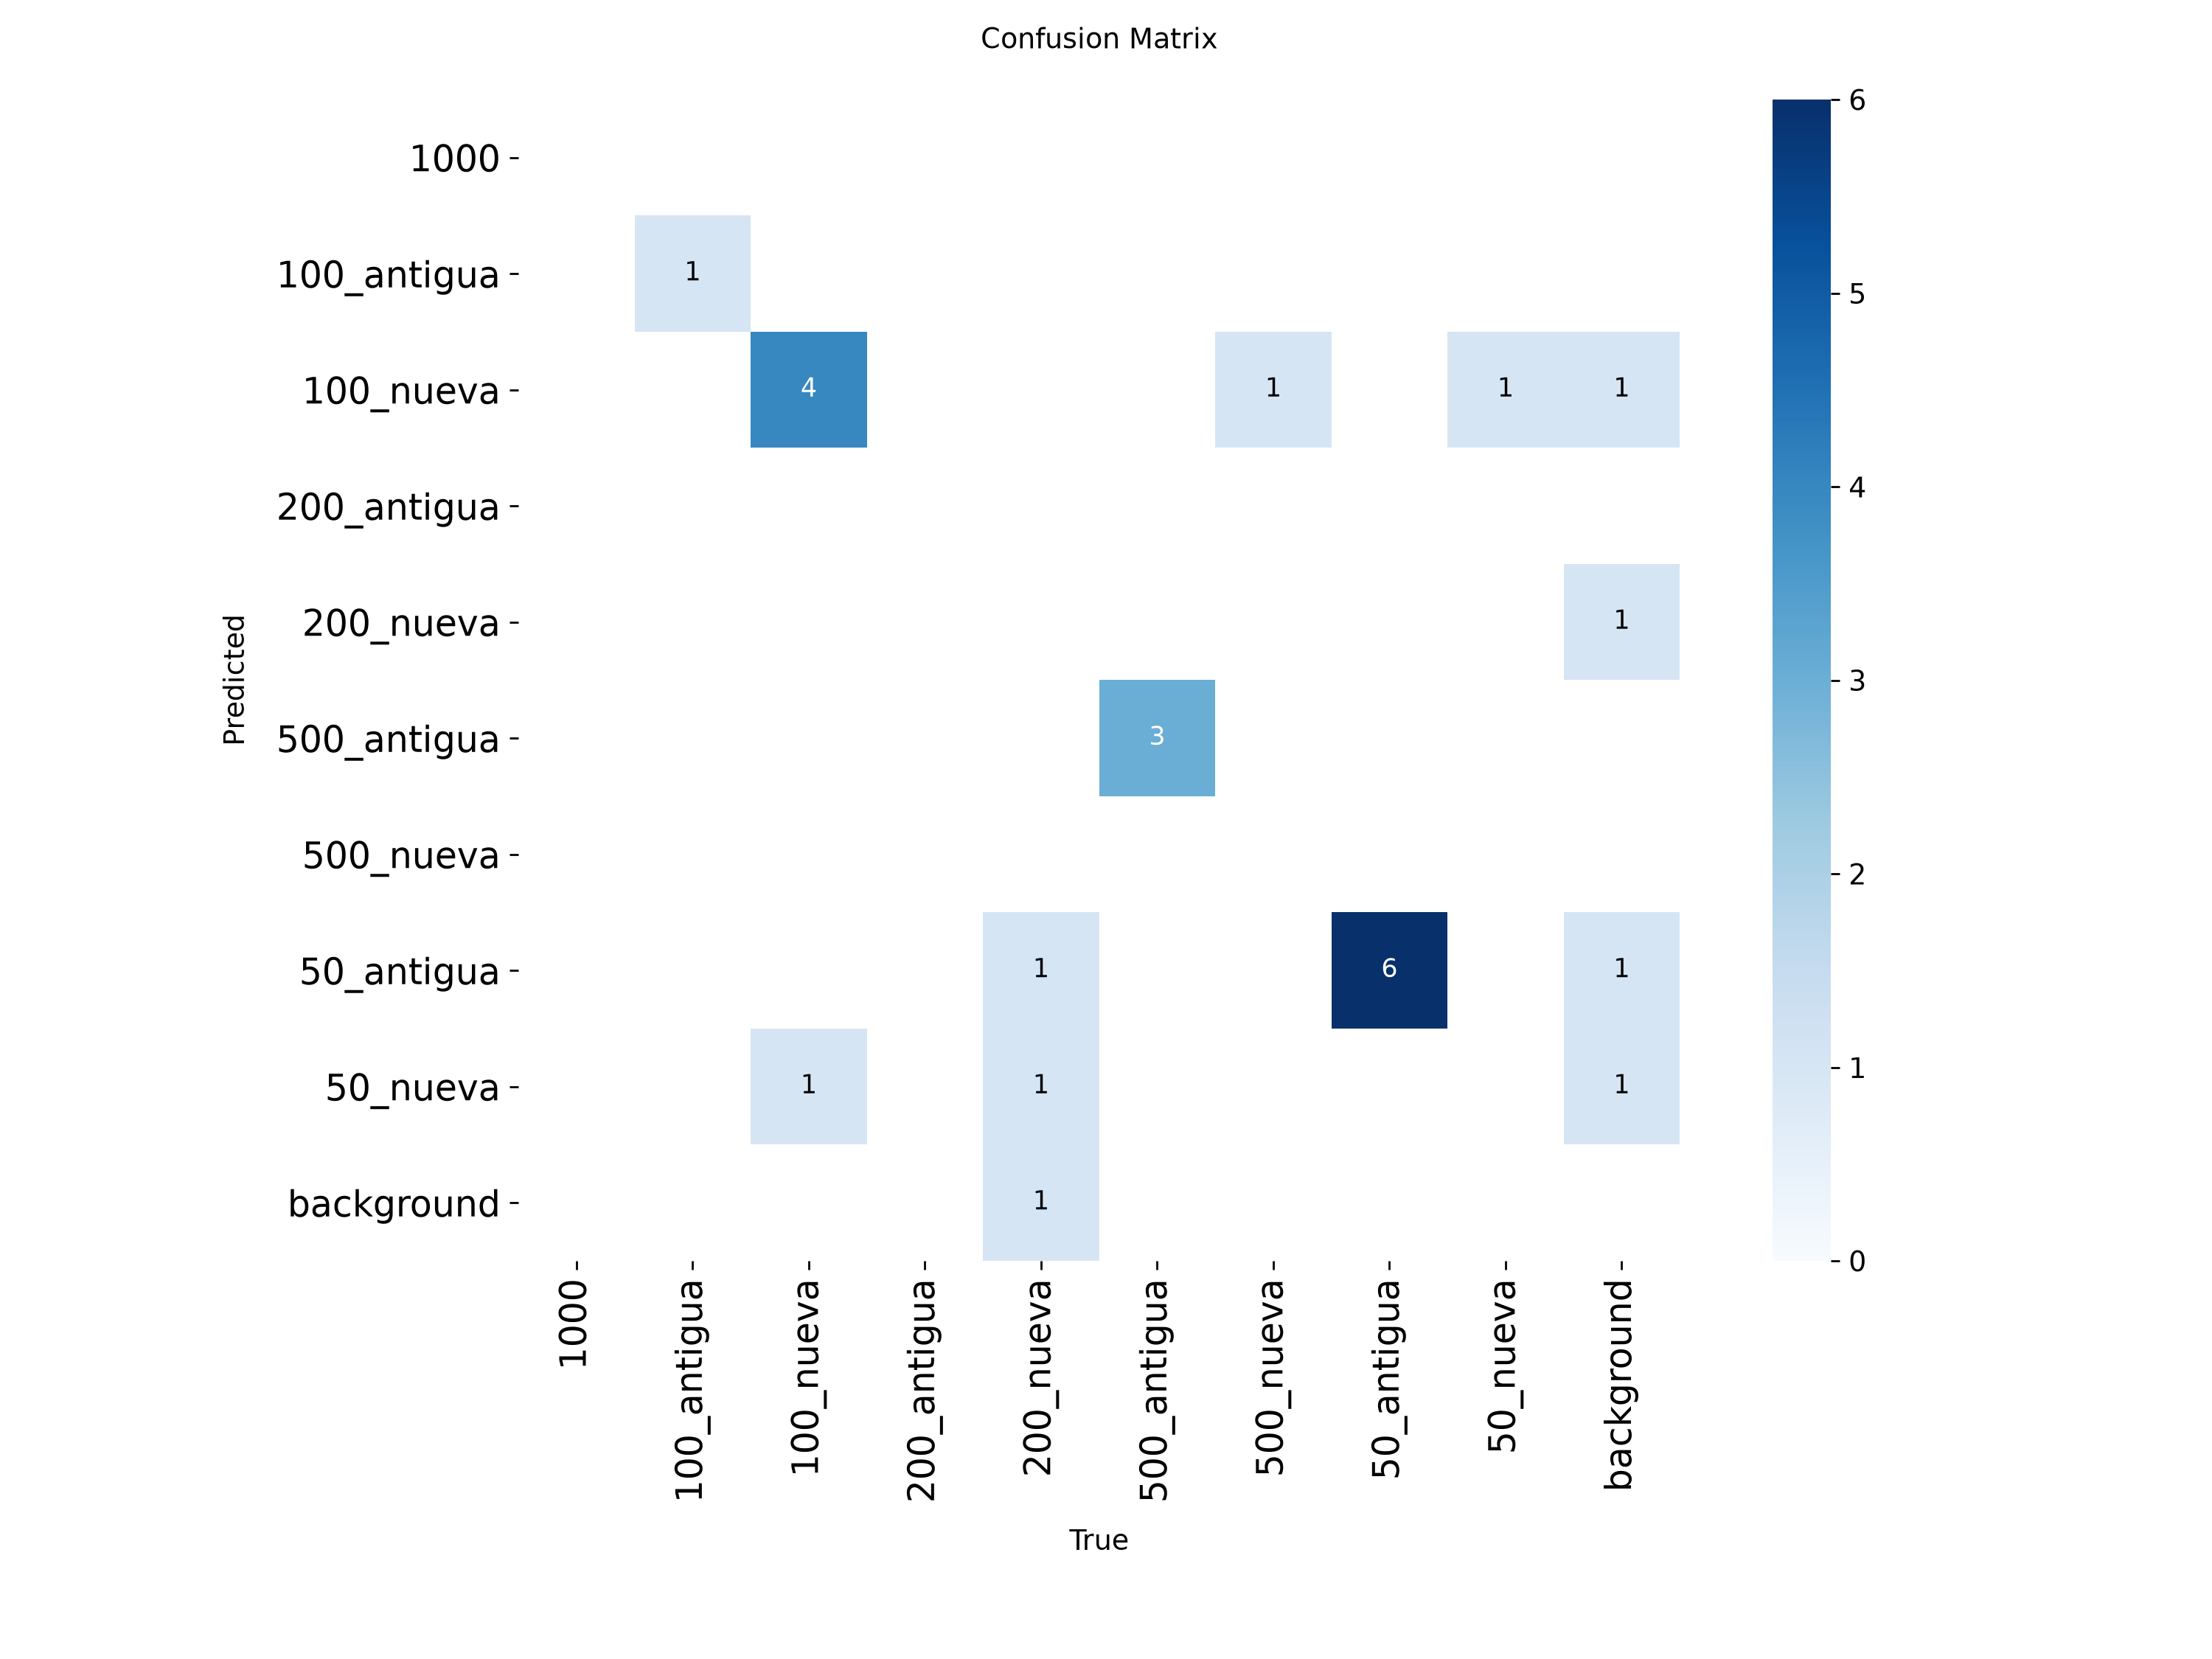 Confusion Matrix
1000
100_antigua 1
100_nueva 4 1 1 1
200_antigua
200_nueva 1
500_antigua 3
500_nueva
50_antigua 1 6 1
50_nueva 1 1 1
background 1
Predicted
1000 100_antigua 100_nueva 200_antigua 200_nueva 500_antigua 500_nueva 50_antigua 50_nueva background
True
6
5
4
3
2
1
0